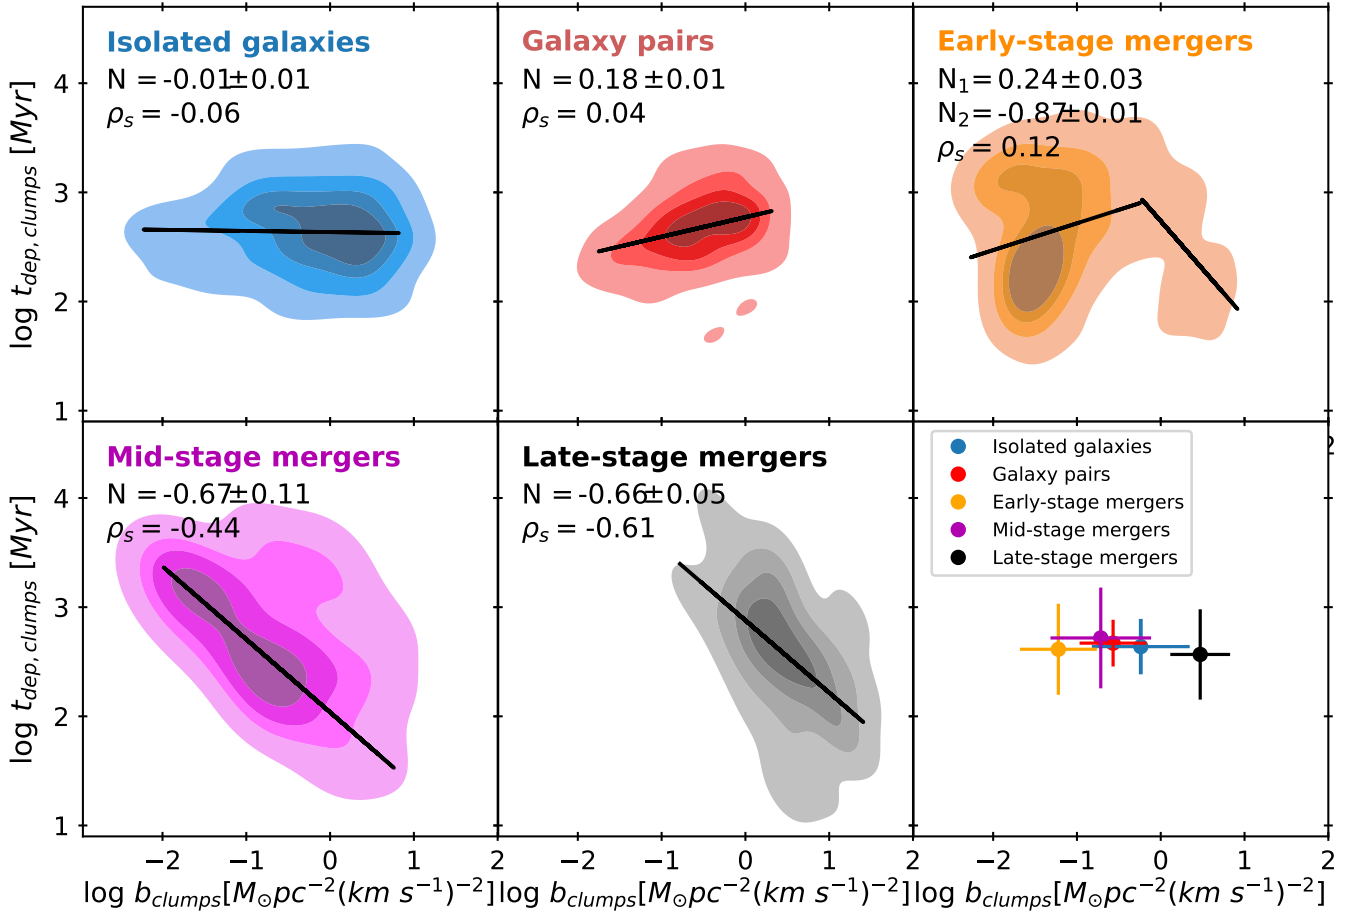 Isolated galaxies
N = -0.01±0.01
ρs = -0.06
Galaxy pairs
N = 0.18±0.01
ρs = 0.04
Early-stage mergers
N1= 0.24±0.03
N2= -0.87±0.01
ρs = 0.12
log tdep, clumps [Myr]
4
3
2
1
Mid-stage mergers
N = -0.67±0.11
ρs = -0.44
Late-stage mergers
N = -0.66±0.05
ρs = -0.61
Isolated galaxies
Galaxy pairs
Early-stage mergers
Mid-stage mergers
Late-stage mergers
2
log tdep, clumps [Myr]
4
3
2
1
−2 −1 0 1 2
−2 −1 0 1 2
−2 −1 0 1 2
log bclumps[M⊙pc−2(km s−1)−2]
log bclumps[M⊙pc−2(km s−1)−2]
log bclumps[M⊙pc−2(km s−1)−2]